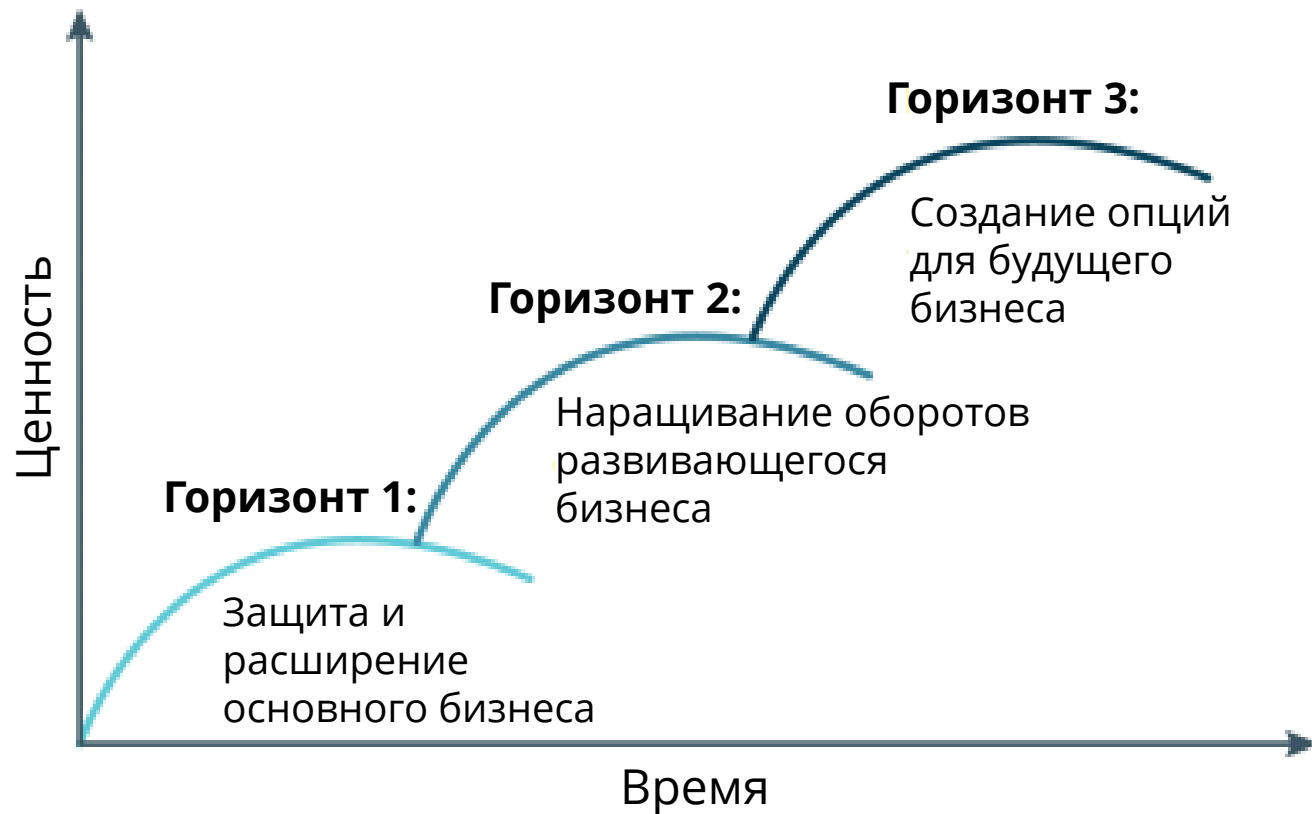 Горизонт 3:
Создание опций
для будущего
бизнеса
Горизонт 2:
Наращивание оборотов
развивающегося
бизнеса
Горизонт 1:
Защита и
расширение
основного бизнеса
Ценность
Время